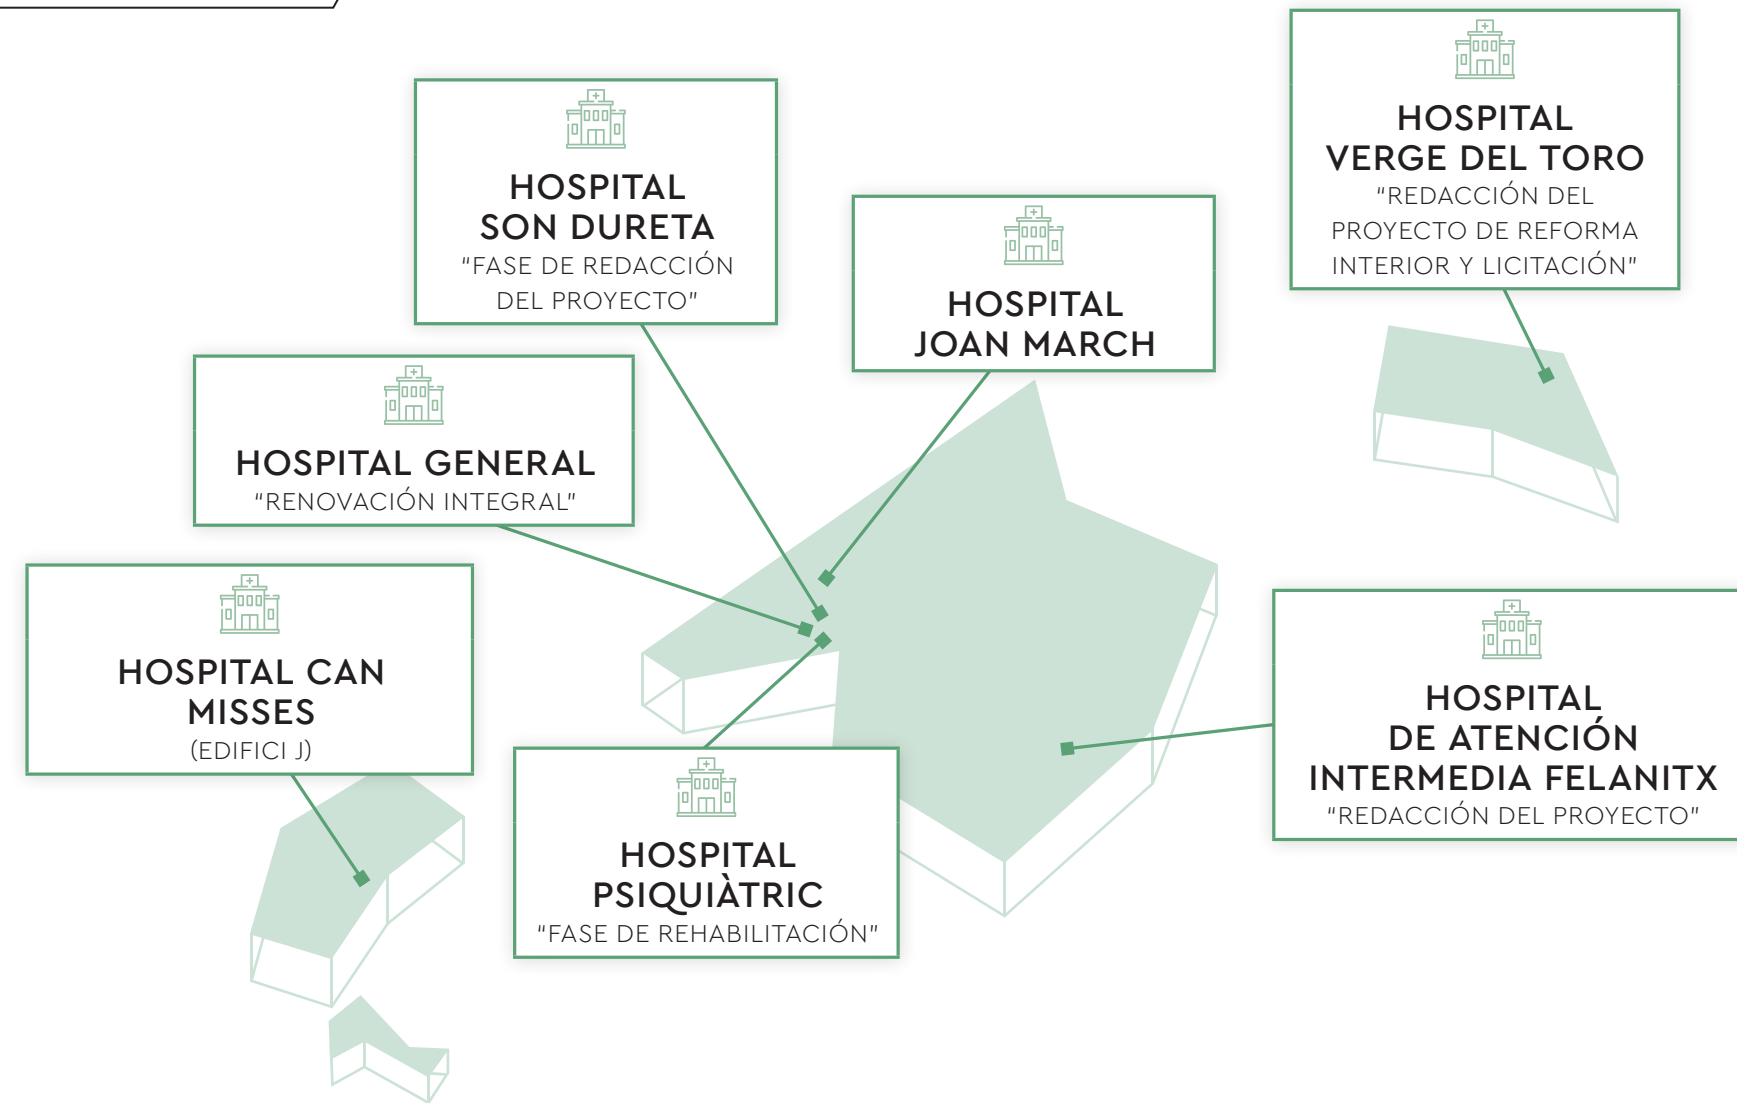 HOSPITAL
SON DURETA
“FASE DE REDACCIÓN
DEL PROYECTO”
HOSPITAL
VERGE DEL TORO
“REDACCIÓN DEL
PROYECTO DE REFORMA
INTERIOR Y LICITACIÓN”
HOSPITAL
JOAN MARCH
HOSPITAL GENERAL
“RENOVACIÓN INTEGRAL”
HOSPITAL CAN
MISSES
(EDIFICI J)
HOSPITAL
PSIQUIÀTRIC
“FASE DE REHABILITACIÓN”
HOSPITAL
DE ATENCIÓN
INTERMEDIA FELANITX
“REDACCIÓN DEL PROYECTO”